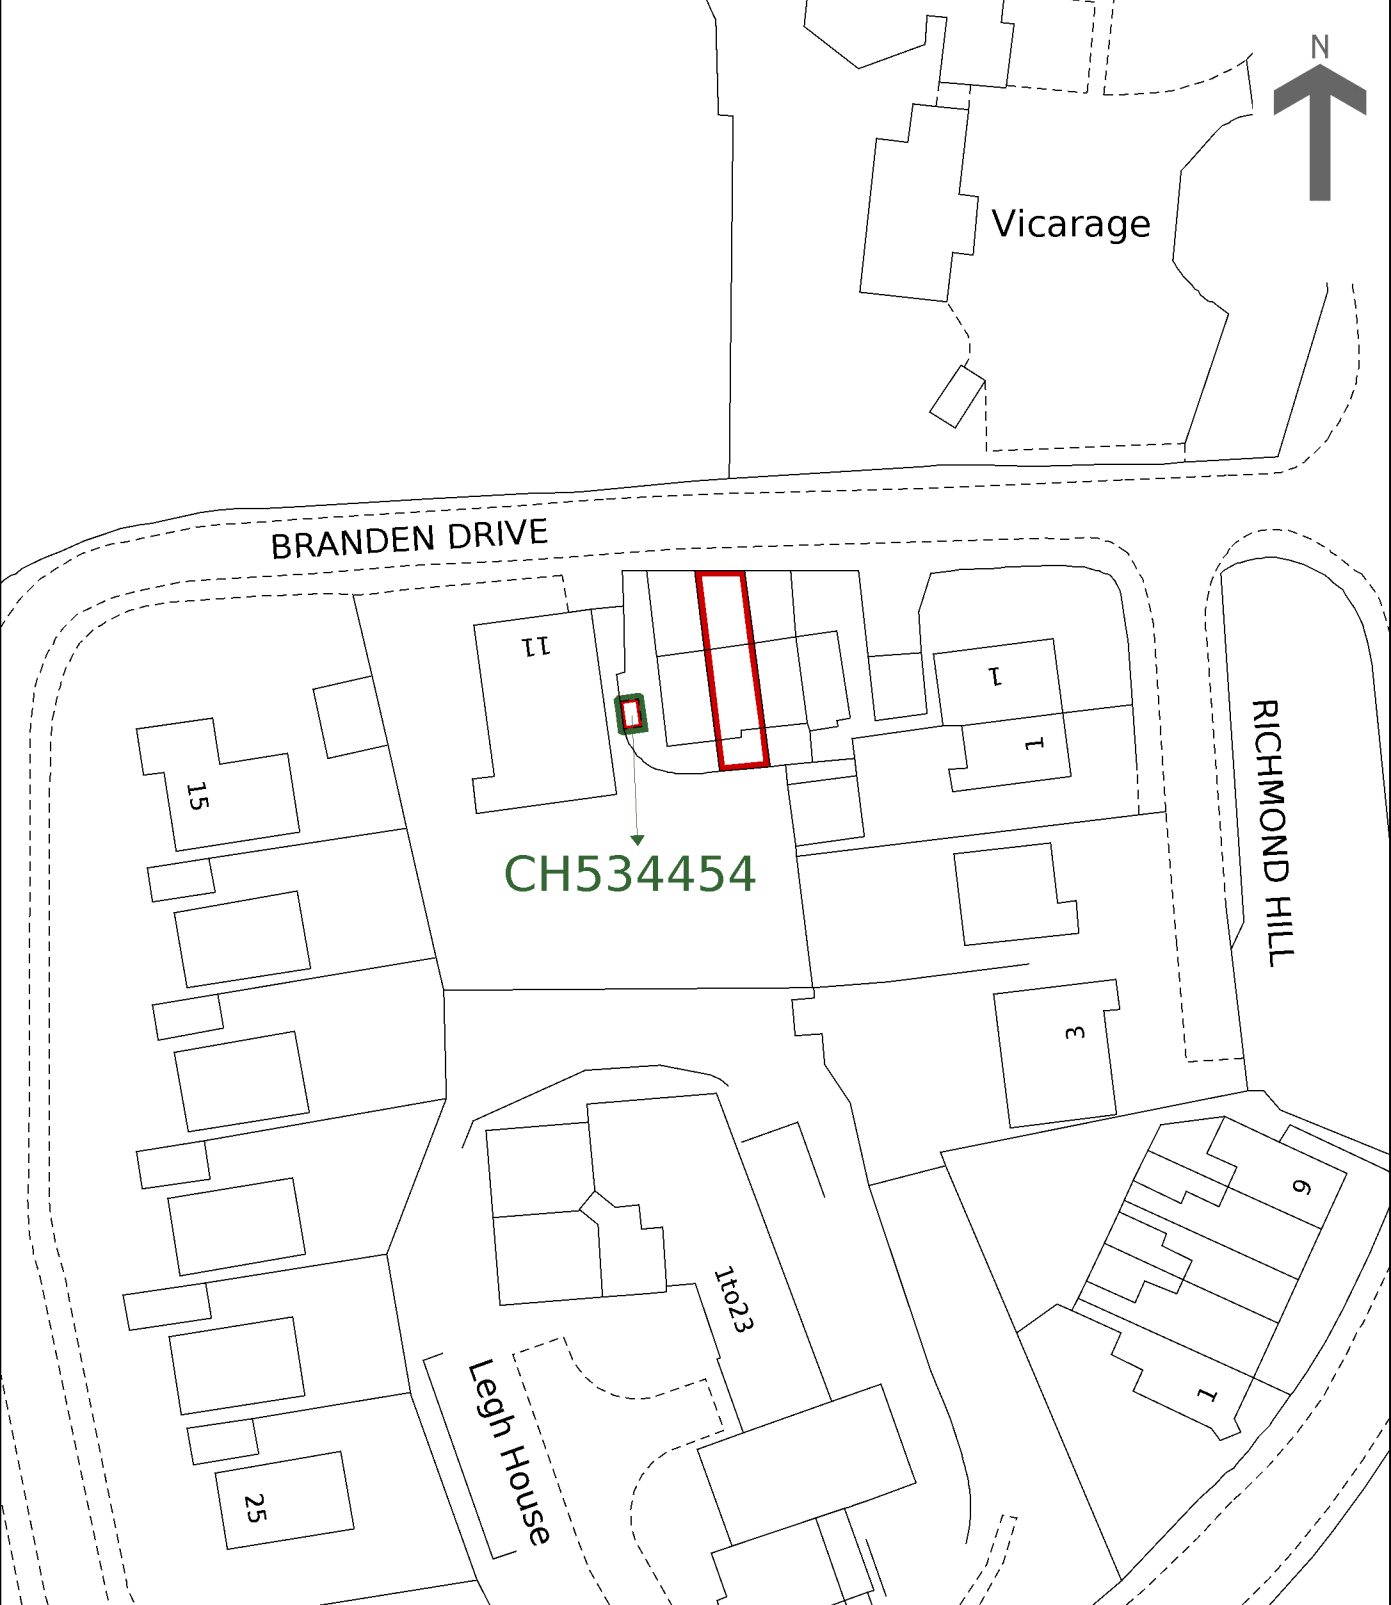 N
Vicarage
BRANDEN DRIVE
11
1
1
RICHMOND HILL
15
CH534454
3
9
1to23
Legh House
1
25